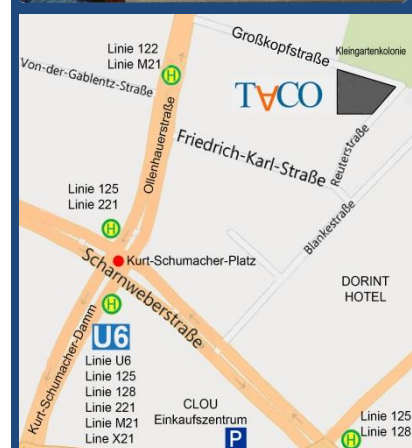 Linie 122
Linie M21
H
Großkopfstraße
Kleingartenkolonie
Von-der-Gablentz-Straße
TACO
Ollenhauerstraße
Friedrich-Karl-Straße
Reuterstraße
Linie 125
Linie 221
H
Blankestraße
Kurt-Schumacher-Platz
Scharnweberstraße
DORINT
HOTEL
H
Kurt-Schumacher-Damm
U6
Linie U6
Linie 125
Linie 128
Linie 221
Linie M21
Line X21
CLOU
Einkaufszentrum
P
H
Linie 125
Linie 128